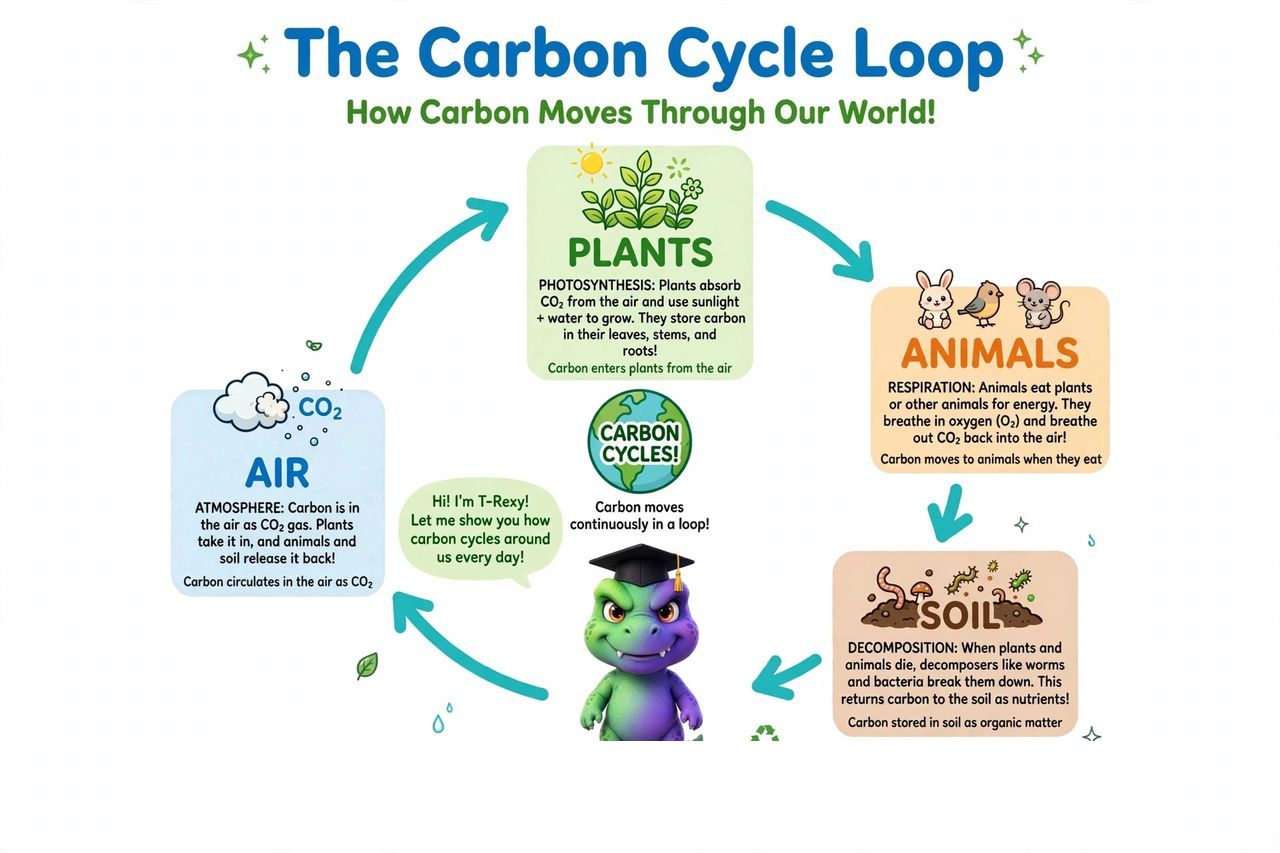 The Carbon Cycle Loop
How Carbon Moves Through Our World!
PLANTS
PHOTOSYNTHESIS: Plants absorb
CO₂ from the air and use sunlight
+ water to grow. They store carbon
in their leaves, stems, and
roots!
Carbon enters plants from the air
ANIMALS
RESPIRATION: Animals eat plants
or other animals for energy. They
breathe in oxygen (O₂) and breathe
out CO₂ back into the air!
Carbon moves to animals when they eat
SOIL
DECOMPOSITION: When plants and
animals die, decomposers like worms
and bacteria break them down. This
returns carbon to the soil as nutrients!
Carbon stored in soil as organic matter
CO₂
AIR
ATMOSPHERE: Carbon is in
the air as CO₂ gas. Plants
take it in, and animals and
soil release it back!
Carbon circulates in the air as CO₂
CARBON
CYCLES!
Carbon moves
continuously in a loop!
Hi! I'm T-Rexy!
Let me show you how
carbon cycles around
us every day!